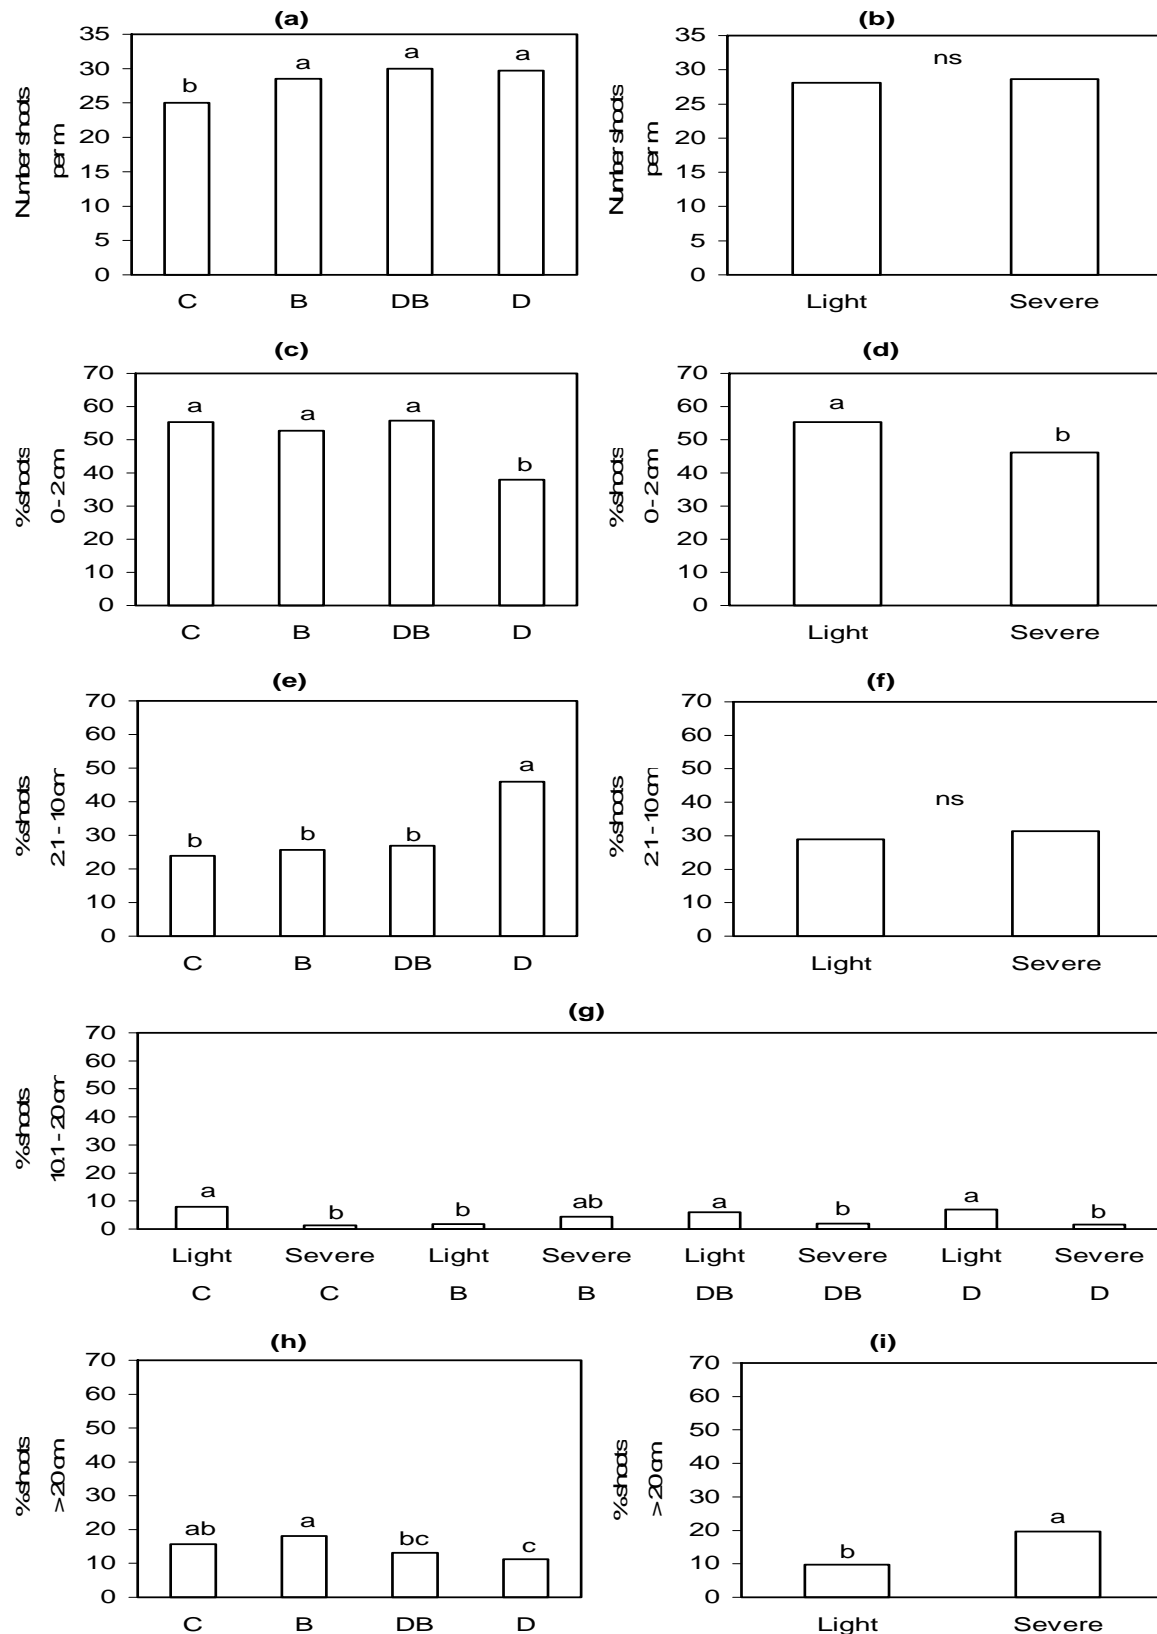 (a)
(b)
Number shoots
per m
35
30
25
20
15
10
5
0
b
a
a
a
C B DB D
Number shoots
per m
35
30
25
20
15
10
5
0
ns
Light Severe
(c)
(d)
% shoots
0 - 2 cm
70
60
50
40
30
20
10
0
a
a
a
b
C B DB D
% shoots
0 - 2 cm
70
60
50
40
30
20
10
0
a
b
Light Severe
(e)
(f)
% shoots
2.1 - 10 cm
70
60
50
40
30
20
10
0
b
b
b
a
C B DB D
% shoots
2.1 - 10 cm
70
60
50
40
30
20
10
0
ns
Light Severe
(g)
% shoots
10.1 - 20 cm
70
60
50
40
30
20
10
0
a b b ab a b a b
Light Severe Light Severe Light Severe Light Severe
C C B B DB DB D D
(h)
(i)
% shoots
>20 cm
70
60
50
40
30
20
10
0
ab
a
bc
c
C B DB D
% shoots
>20 cm
70
60
50
40
30
20
10
0
b
a
Light Severe